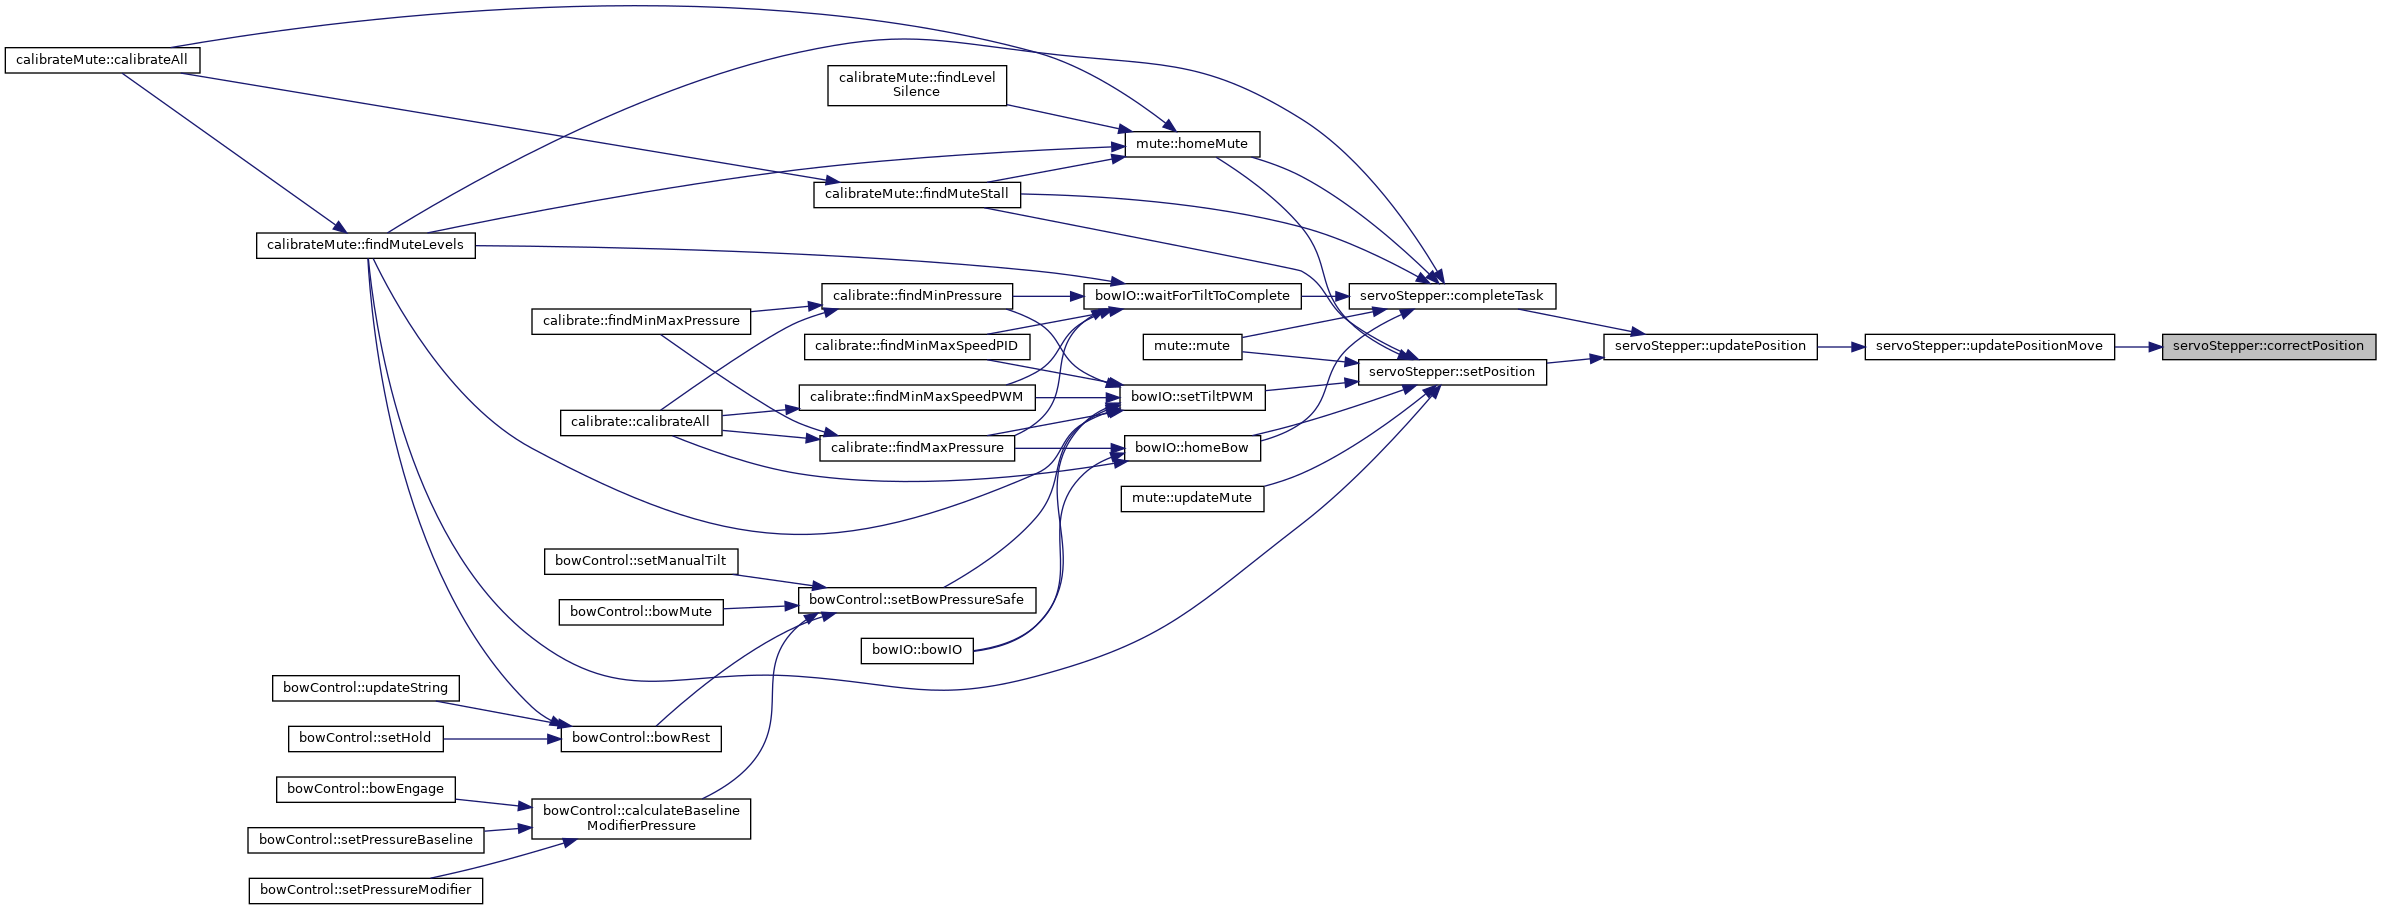 calibrateMute::calibrateAll
calibrateMute::findLevel
Silence
mute::homeMute
calibrateMute::findMuteStall
calibrateMute::findMuteLevels
calibrate::findMinPressure
bowIO::waitForTiltToComplete
servoStepper::completeTask
calibrate::findMinMaxPressure
calibrate::findMinMaxSpeedPID
mute::mute
servoStepper::updatePosition
servoStepper::updatePositionMove
servoStepper::correctPosition
servoStepper::setPosition
calibrate::findMinMaxSpeedPWM
bowIO::setTiltPWM
calibrate::calibrateAll
calibrate::findMaxPressure
bowIO::homeBow
mute::updateMute
bowControl::setManualTilt
bowControl::setBowPressureSafe
bowControl::bowMute
bowIO::bowIO
bowControl::updateString
bowControl::setHold
bowControl::bowRest
bowControl::bowEngage
bowControl::calculateBaseline
ModifierPressure
bowControl::setPressureBaseline
bowControl::setPressureModifier